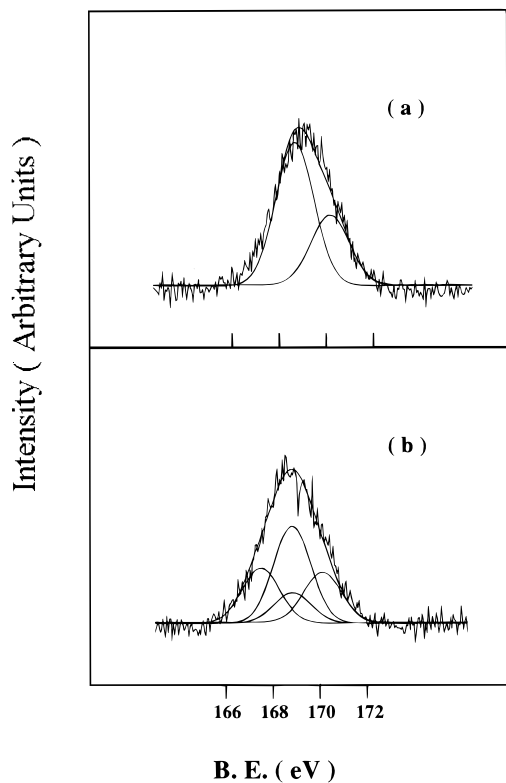 Intensity ( Arbitrary Units )
( a )
( b )
166 168 170 172
B. E. ( eV )